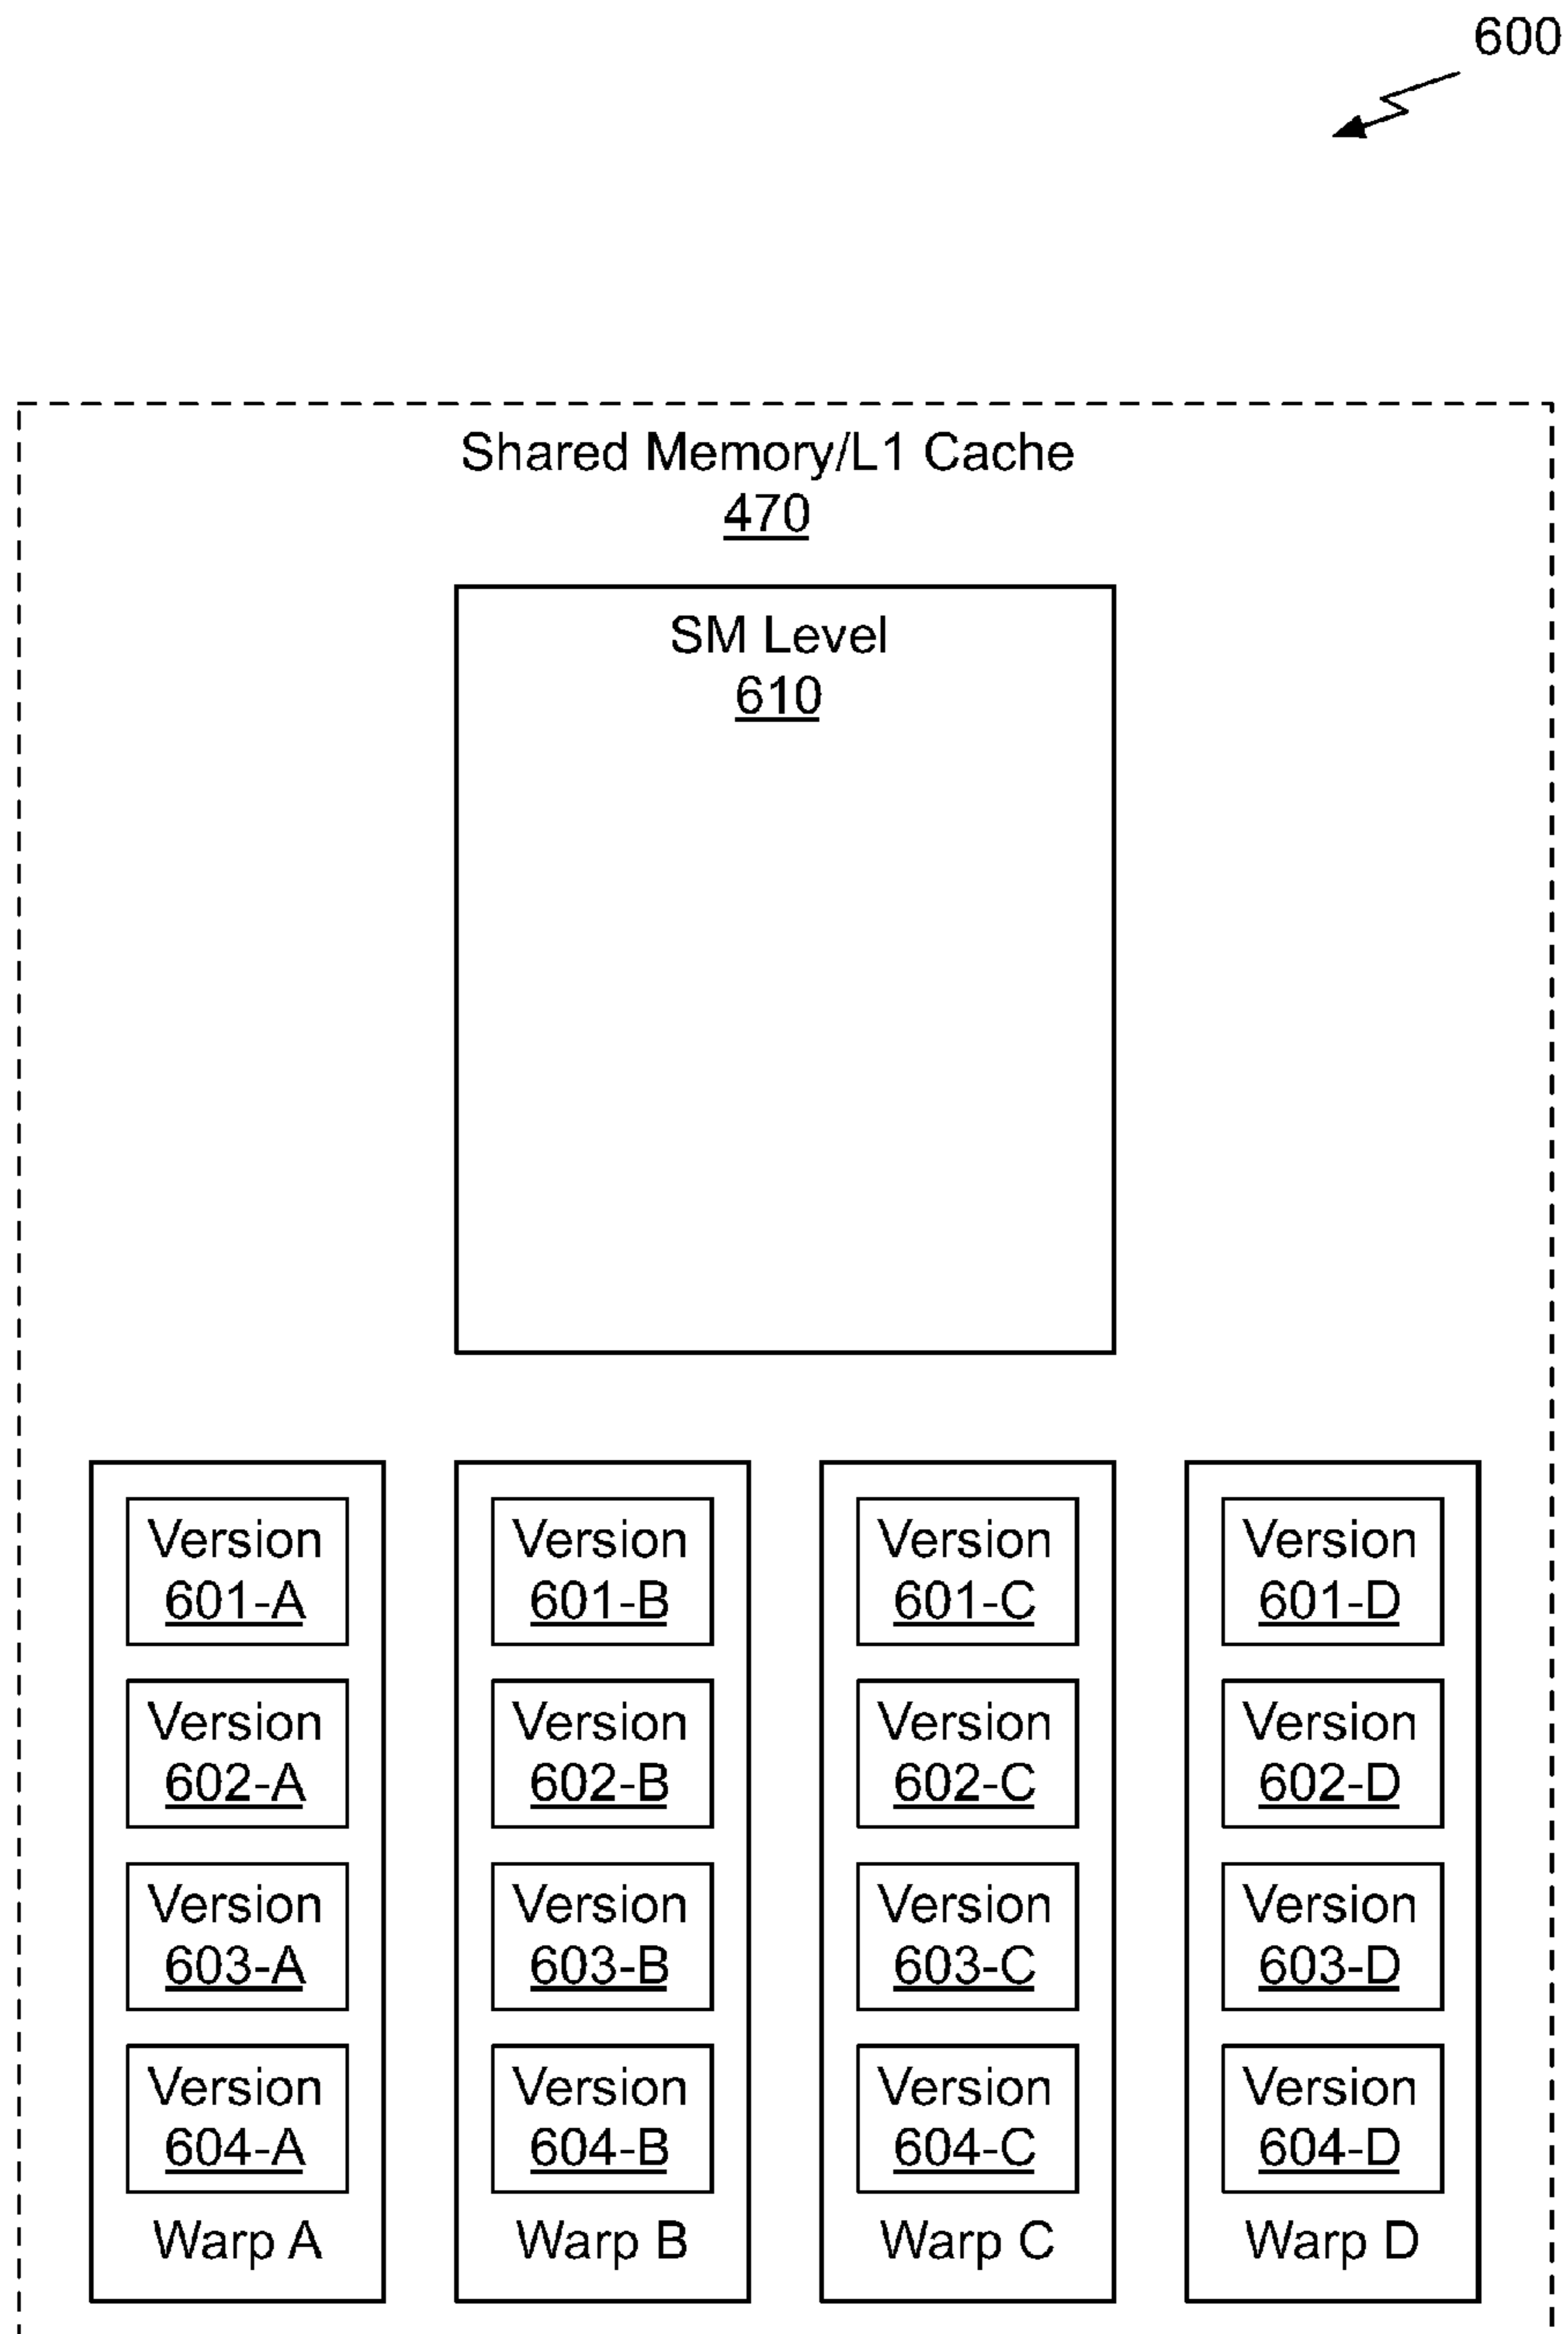 600
Shared Memory/L1 Cache
470
SM Level
610
Version
601-A
Version
602-A
Version
603-A
Version
604-A
Warp A
Version
601-B
Version
602-B
Version
603-B
Version
604-B
Warp B
Version
601-C
Version
602-C
Version
603-C
Version
604-C
Warp C
Version
601-D
Version
602-D
Version
603-D
Version
604-D
Warp D